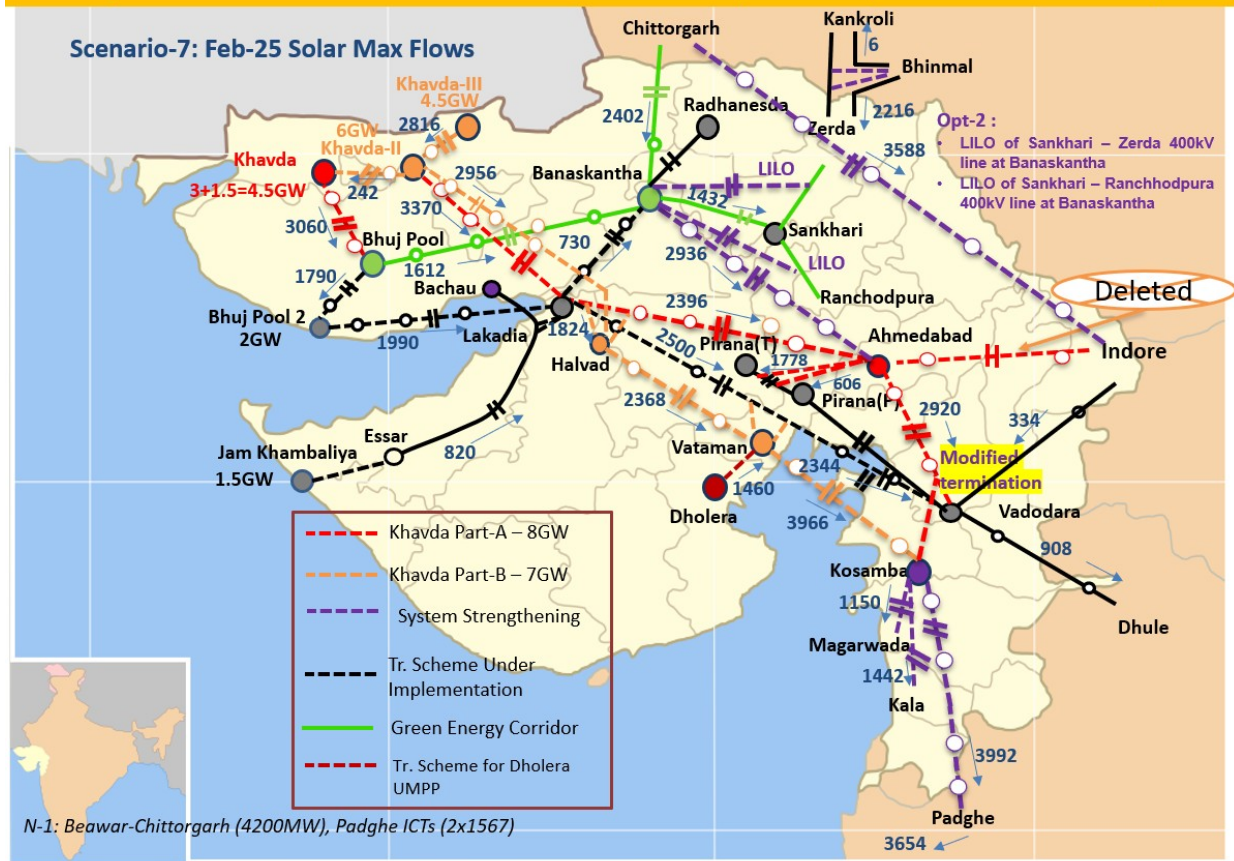 Scenario-7: Feb-25 Solar Max Flows
Chittorgarh
Kankroli
6
Bhinmal
2216
Zerda
3588
Opt-2 :
• LILO of Sankhari – Zerda 400kV
line at Banaskantha
• LILO of Sankhari – Ranchhodpura
400kV line at Banaskantha
Khavda-III
4.5GW
2816
6GW
Khavda-II
242
2956
Khavda
3+1.5=4.5GW
3060
3370
2402
Radhanesda
Banaskantha
LILO
1432
Sankhari
LILO
Ranchodpura
2936
730
Bhuj Pool
1612
1790
Bachau
Bhuj Pool 2
2GW
1990
Lakadia
1824
Halvad
2396
2500
Pirana(T)
1778
606
Pirana(P)
Ahmedabad
Deleted
Indore
2920
334
Modified
termination
2368
Vataman
2344
Vadodara
908
Dhule
Essar
820
Jam Khambaliya
1.5GW
1460
Dholera
3966
Kosamba
1150
Magarwada
1442
Kala
3992
Padghe
3654
Khavda Part-A – 8GW
Khavda Part-B – 7GW
System Strengthening
Tr. Scheme Under
Implementation
Green Energy Corridor
Tr. Scheme for Dholera
UMPP
N-1: Beawar-Chittorgarh (4200MW), Padghe ICTs (2x1567)